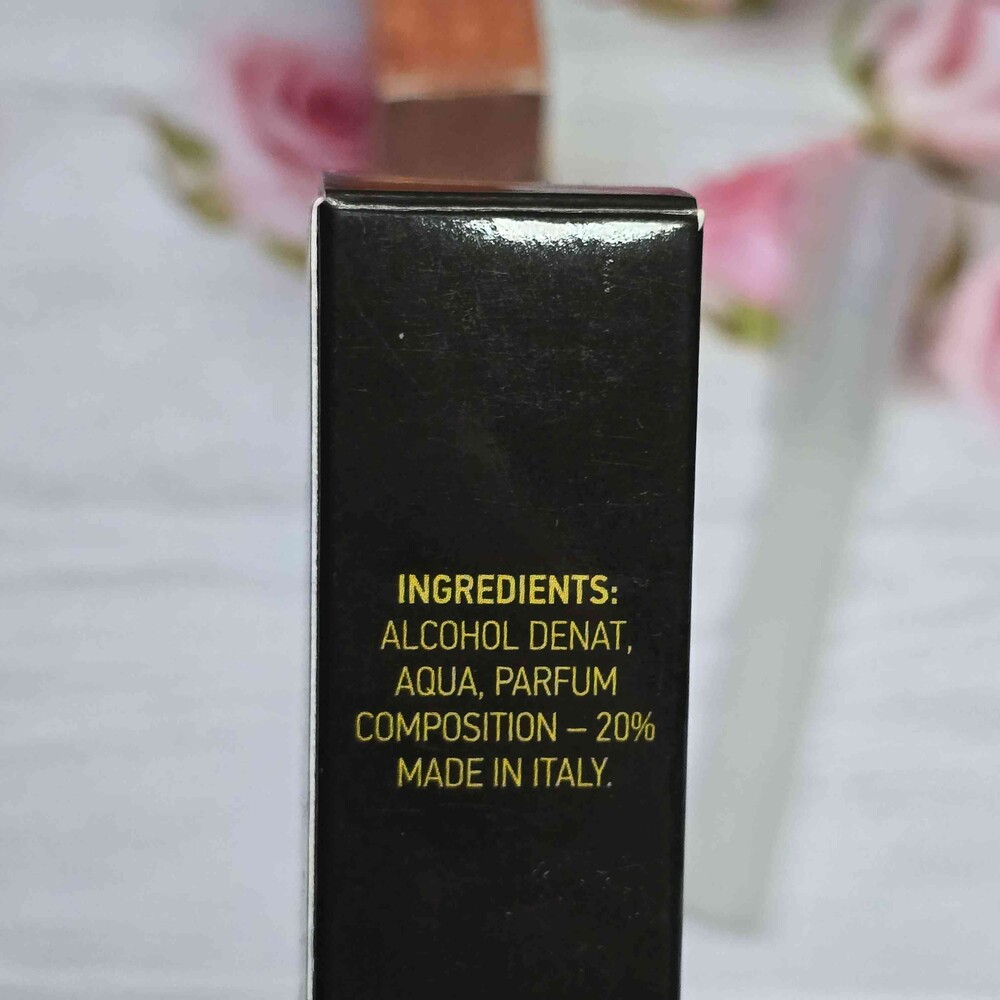 INGREDIENTS:
ALCOHOL DENAT,
AQUA, PARFUM
COMPOSITION – 20%
MADE IN ITALY.